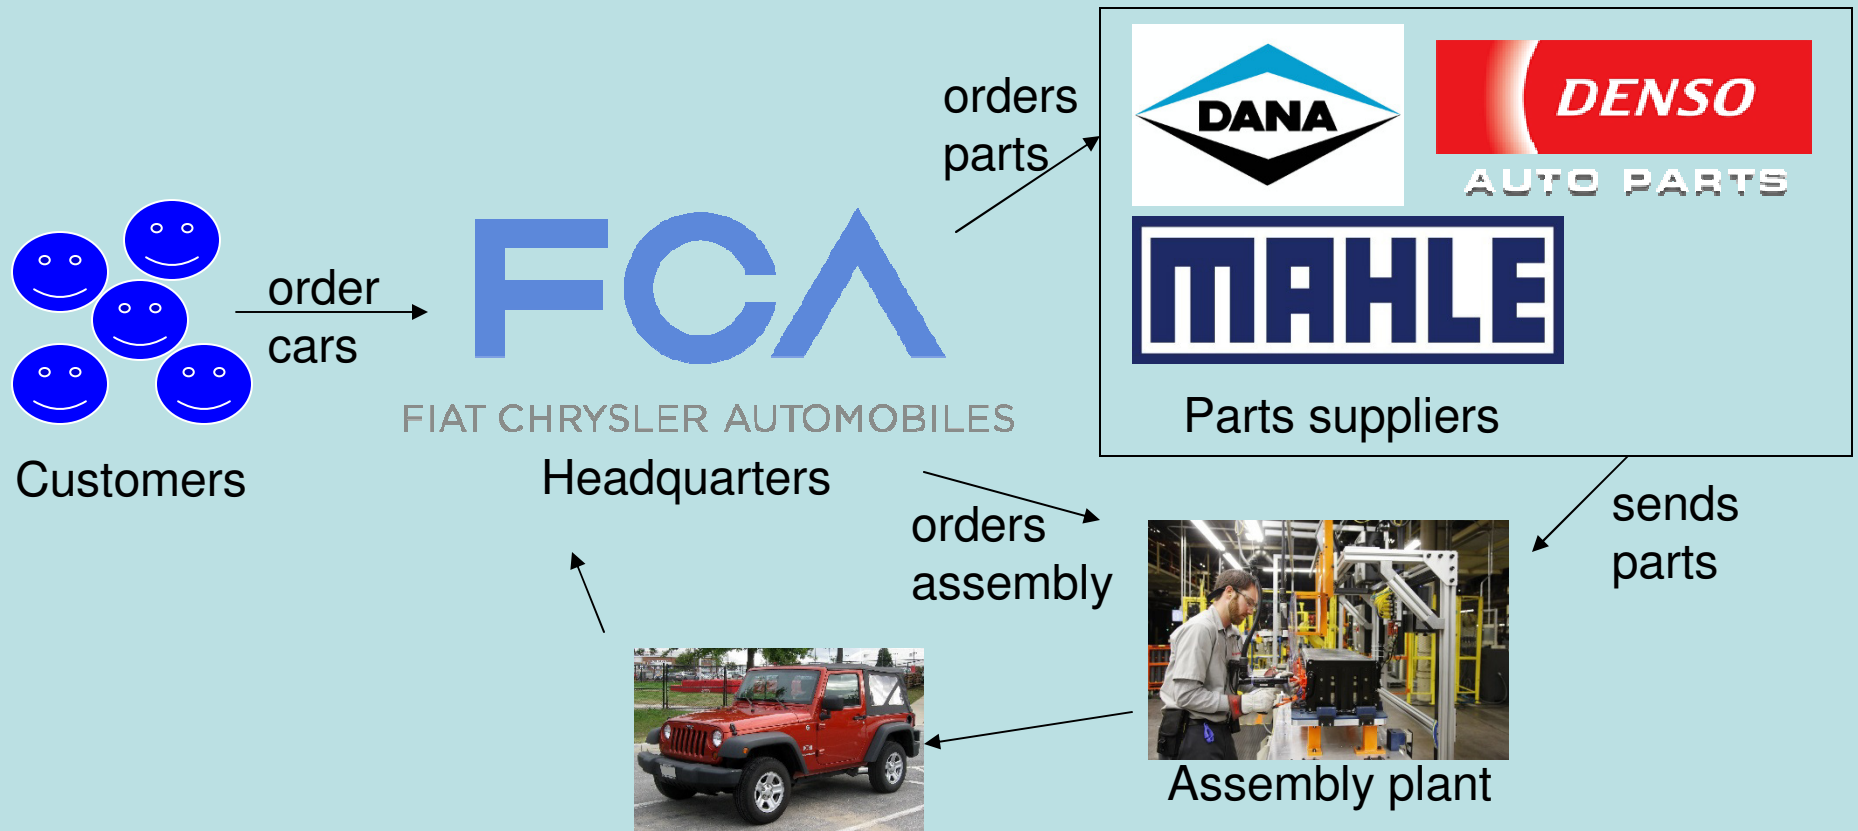 orders
parts
DANA
DENSO
AUTO PARTS
MAHLE
Parts suppliers
order
cars
FCA
FIAT CHRYSLER AUTOMOBILES
Headquarters
Customers
orders
assembly
sends
parts
Assembly plant